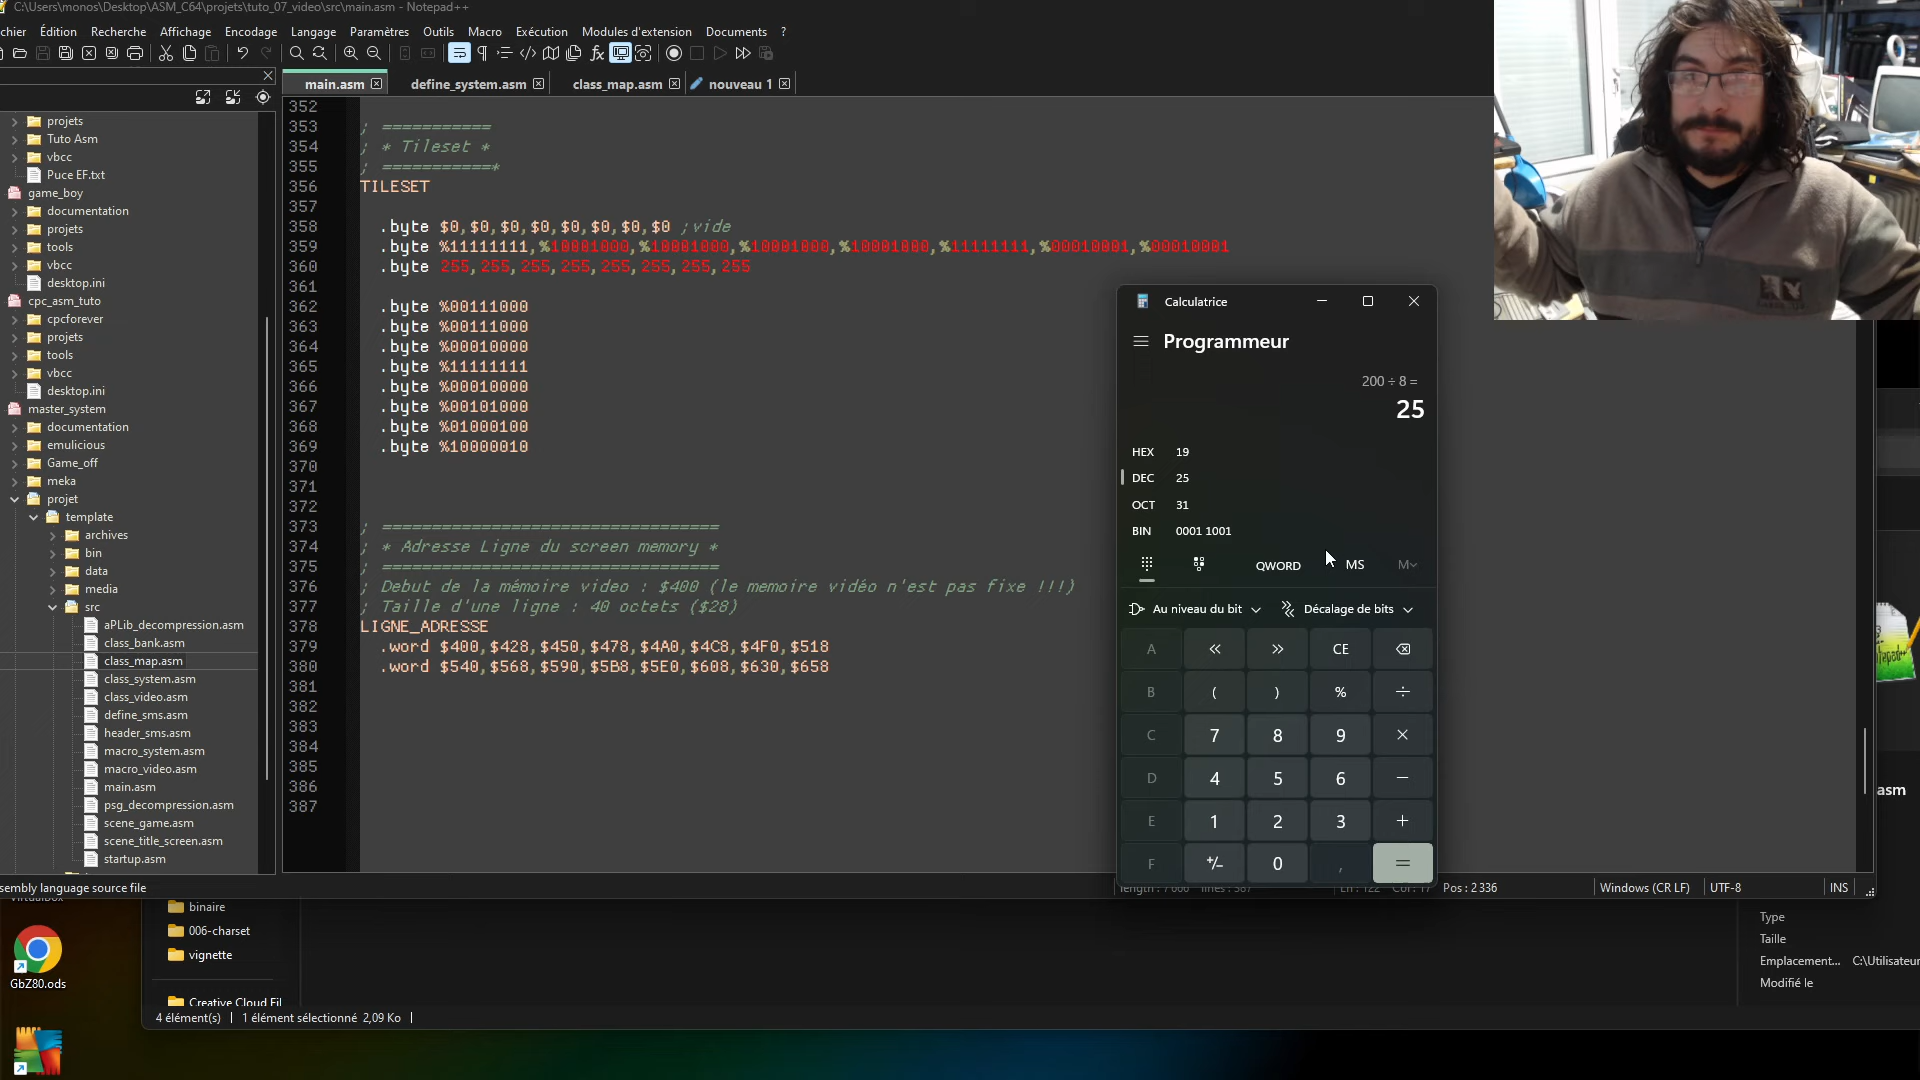 C:\Users\monos\Desktop\ASM_C64\projets\tuto_07_video\src\main.asm - Notepad++
chier Édition Recherche Affichage Encodage Langage Paramètres Outils Macro Exécution Modules d'extension Documents ?
main.asm define_system.asm class_map.asm nouveau 1
projets
Tuto Asm
vbcc
Puce EF.txt
game_boy
documentation
projets
tools
vbcc
desktop.ini
cpc_asm_tuto
cpcforever
projets
tools
vbcc
desktop.ini
master_system
documentation
emulicious
Game_off
meka
projet
template
archives
bin
data
media
src
aPLib_decompression.asm
class_bank.asm
class_map.asm
class_system.asm
class_video.asm
define_sms.asm
header_sms.asm
macro_system.asm
macro_video.asm
main.asm
psg_decompression.asm
scene_game.asm
scene_title_screen.asm
startup.asm
352
353 ; ===========
354 ; * Tileset *
355 ; ===========*
356 TILESET
357
358 .byte $0,$0,$0,$0,$0,$0,$0,$0 ;vide
359 .byte %11111111,%10001000,%10001000,%10001000,%10001000,%11111111,%00010001,%00010001
360 .byte 255,255,255,255,255,255,255,255
361
362 .byte %00111000
363 .byte %00111000
364 .byte %00010000
365 .byte %11111111
366 .byte %00010000
367 .byte %00101000
368 .byte %01000100
369 .byte %10000010
370
371
372
373 ; ==================================
374 ; * Adresse Ligne du screen memory *
375 ; ==================================
376 ; Debut de la mémoire video : $400 (le memoire vidéo n'est pas fixe !!!)
377 ; Taille d'une ligne : 40 octets ($28)
378 LIGNE_ADRESSE
379 .word $400,$428,$450,$478,$4A0,$4C8,$4F0,$518
380 .word $540,$568,$590,$5B8,$5E0,$608,$630,$658
381
382
383
384
385
386
387
Calculatrice
Programmeur
200 ÷ 8 =
25
HEX 19
DEC 25
OCT 31
BIN 0001 1001
QWORD MS M
Au niveau du bit Décalage de bits
A « » CE
B ( ) % ÷
C 7 8 9 ×
D 4 5 6 −
E 1 2 3 +
F +/− 0 , =
sembly language source file
Pos : 2 336 Windows (CR LF) UTF-8 INS
binaire
006-charset
vignette
Creative Cloud Fil
4 élément(s) 1 élément sélectionné 2,09 Ko
GbZ80.ods
asm
Type
Taille
Emplacement... C:\Utilisateur
Modifié le